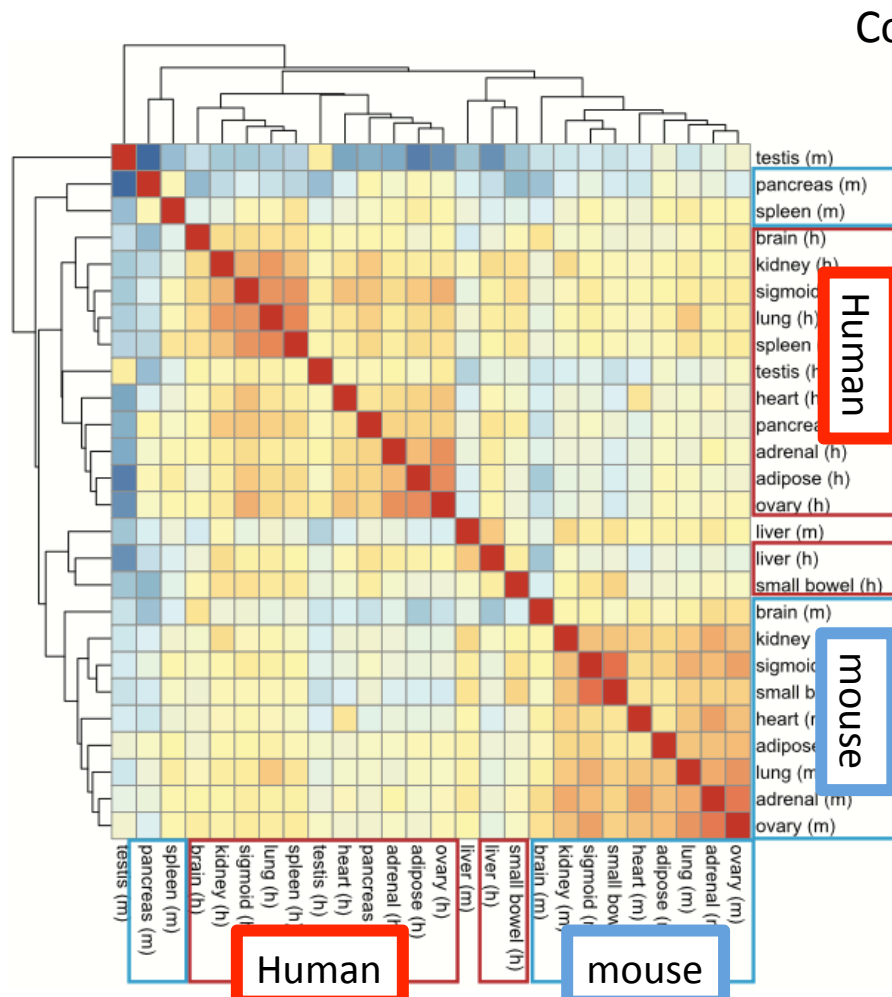 Co
testis (m)
pancreas (m)
spleen (m)
brain (h)
kidney (h)
sigmoid
lung (h)
spleen
testis (h
heart (h)
pancrea
adrenal (h)
adipose (h)
ovary (h)
liver (m)
liver (h)
small bowel (h)
brain (m)
kidney
sigmoid
small b
heart (r
adipose
lung (m
adrenal (m)
ovary (m)
Human
mouse
testis (m)
pancreas (m)
spleen (m)
brain (h)
kidney (h)
sigmoid (h)
lung (h)
spleen (h)
testis (h)
heart (h)
pancreas
adrenal (h
adipose (h)
ovary (h)
liver (m)
liver (h)
small bowel (h)
brain (m)
kidney (m)
sigmoid (
small bow
heart (m)
adipose (
lung (m)
adrenal (
ovary (m)
Human
mouse